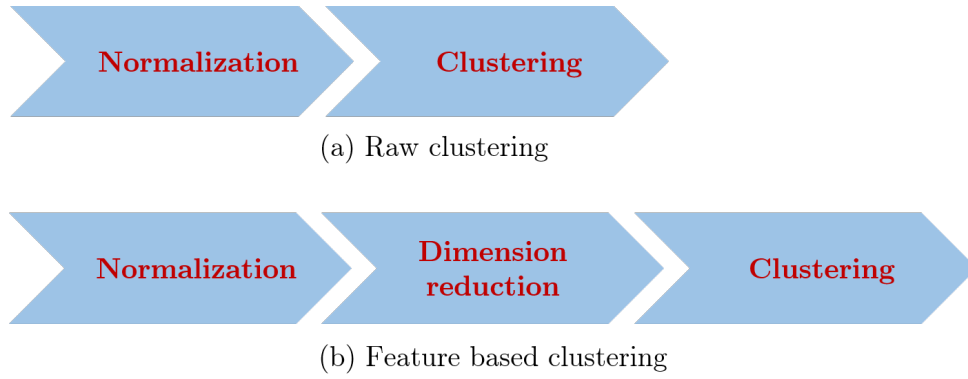 Normalization Clustering
(a) Raw clustering
Normalization Dimension reduction Clustering
(b) Feature based clustering